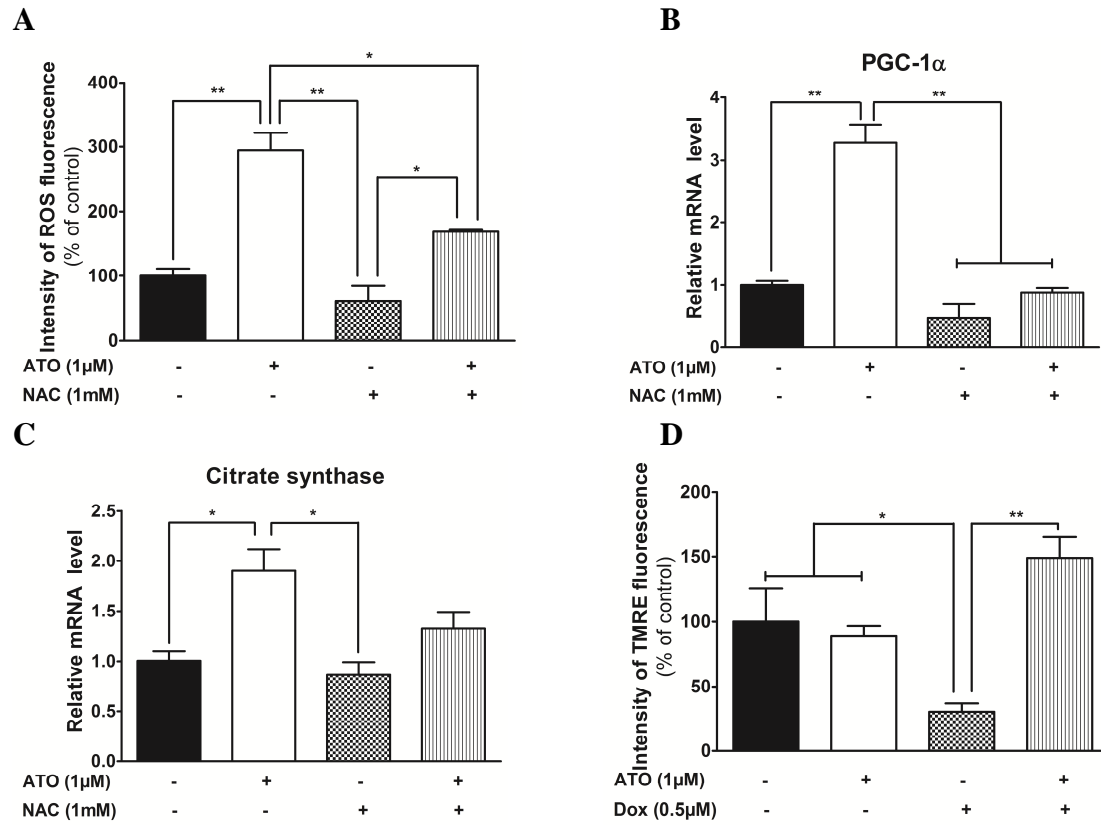 A
Intensity of ROS fluorescence
(% of control)
400
300
200
100
0
*
**
**
*
ATO (1µM) - + - +
NAC (1mM) - - + +
B
PGC-1α
Relative mRNA level
4
3
2
1
0
**
**
ATO (1µM) - + - +
NAC (1mM) - - + +
C
Citrate synthase
Relative mRNA level
2.5
2.0
1.5
1.0
0.5
0.0
*
*
ATO (1µM) - + - +
NAC (1mM) - - + +
D
Intensity of TMRE fluorescence
(% of control)
200
150
100
50
0
*
**
ATO (1µM) - + - +
Dox (0.5µM) - - + +